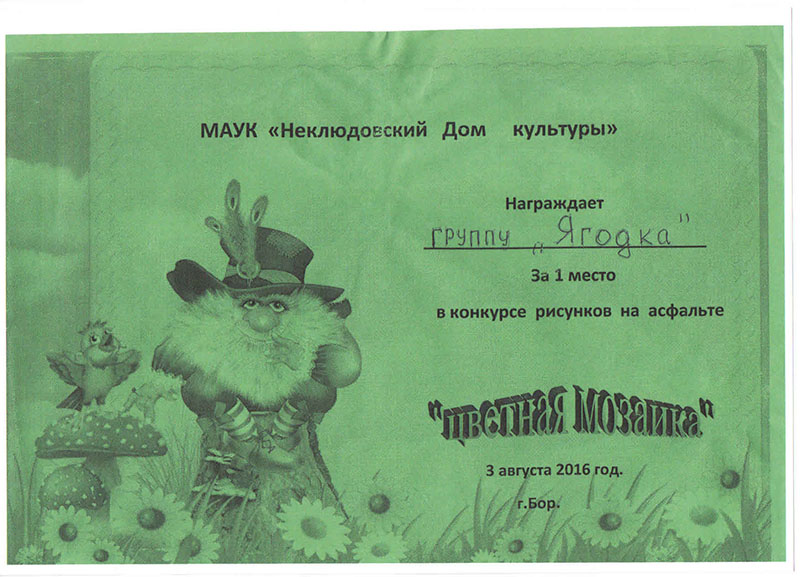 МАУК «Неклюдовский Дом культуры»
Награждает
группу „Ягодка"
За 1 место
в конкурсе рисунков на асфальте
"ЦВЕТНАЯ МОЗАИКА"
3 августа 2016 год.
г.Бор.